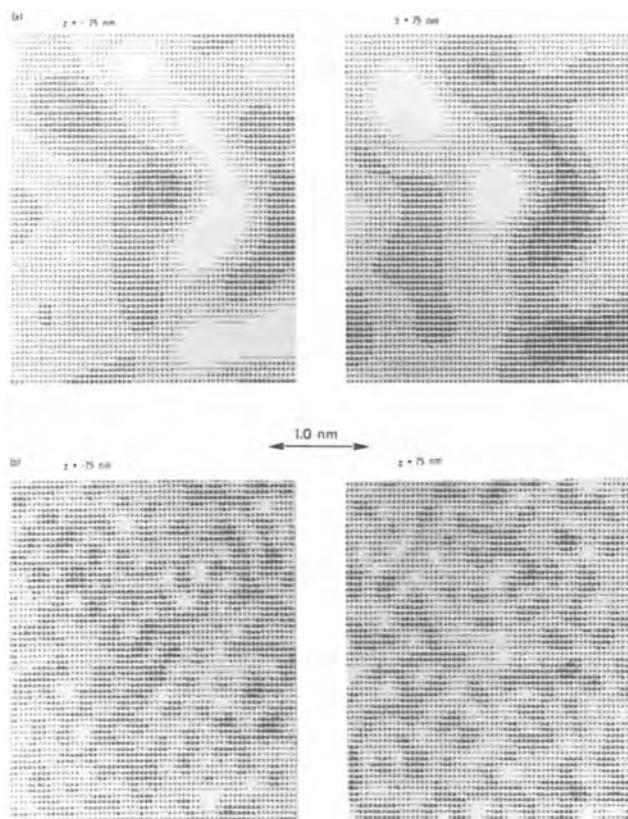 (a)
z = - 75 nm
z = 75 nm
1.0 nm
(b)
z = -75 nm
z = 75 nm